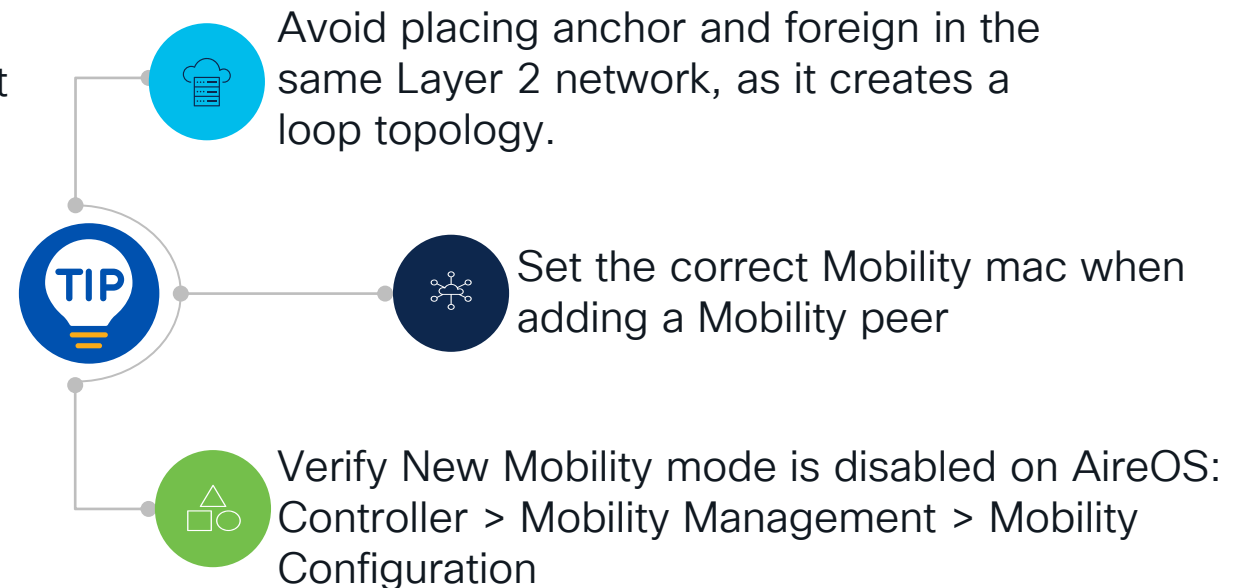 Avoid placing anchor and foreign in the
same Layer 2 network, as it creates a
loop topology.
TIP
Set the correct Mobility mac when
adding a Mobility peer
Verify New Mobility mode is disabled on AireOS:
Controller > Mobility Management > Mobility
Configuration